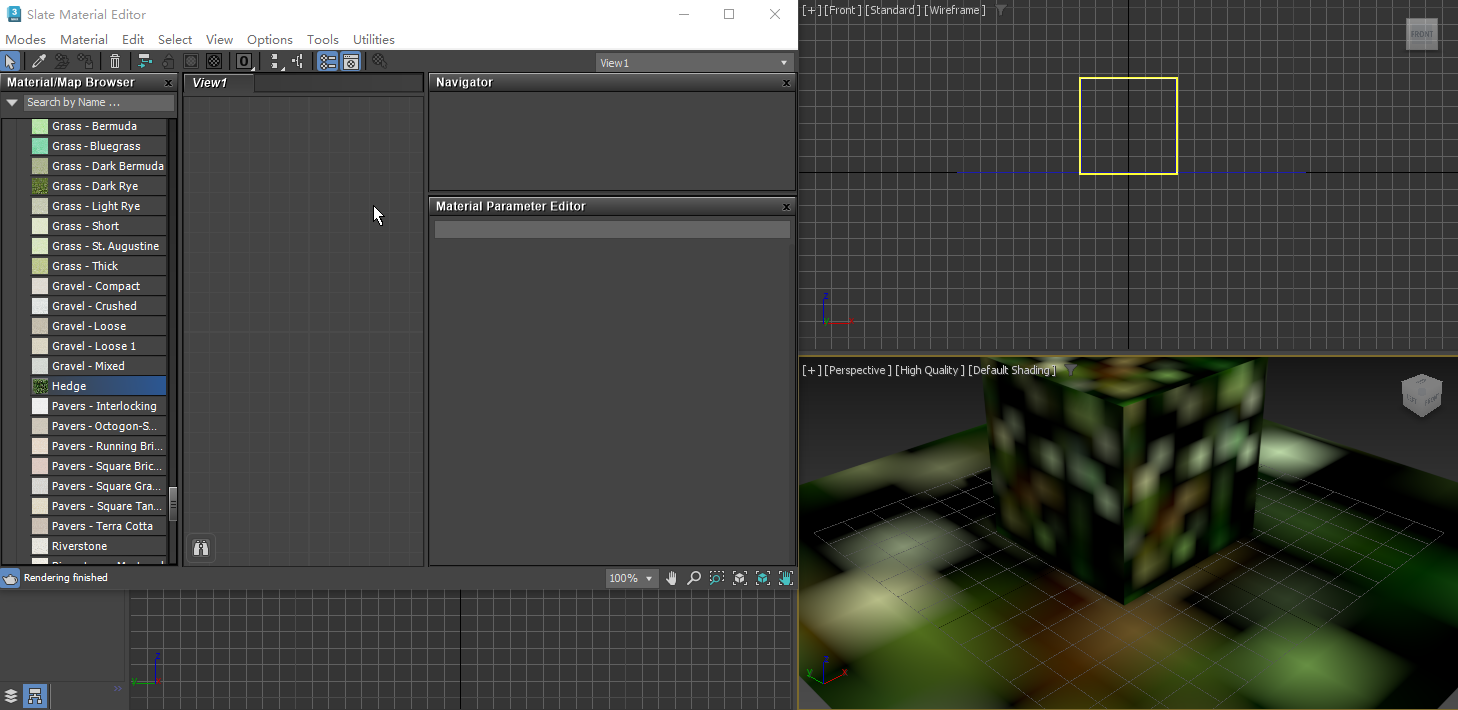 Slate Material Editor
Modes Material Edit Select View Options Tools Utilities
0
View1
Material/Map Browser x
Search by Name ...
Grass - Bermuda
Grass - Bluegrass
Grass - Dark Bermuda
Grass - Dark Rye
Grass - Light Rye
Grass - Short
Grass - St. Augustine
Grass - Thick
Gravel - Compact
Gravel - Crushed
Gravel - Loose
Gravel - Loose 1
Gravel - Mixed
Hedge
Pavers - Interlocking
Pavers - Octogon-S...
Pavers - Running Bri...
Pavers - Square Bric...
Pavers - Square Gra...
Pavers - Square Tan...
Pavers - Terra Cotta
Riverstone
View1
Navigator x
Material Parameter Editor x
Rendering finished
100%
z
y x
[+] [Front ] [Standard ] [Wireframe ]
FRONT
z
y x
[+] [Perspective ] [High Quality ] [Default Shading ]
FRONT
z
y x